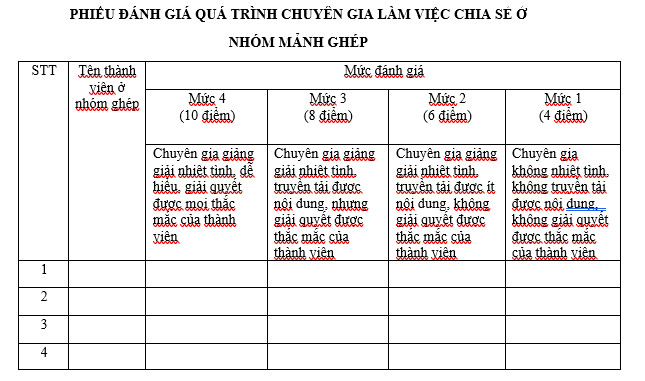 PHIẾU ĐÁNH GIÁ QUÁ TRÌNH CHUYÊN GIA LÀM VIỆC CHIA SẺ Ở
NHÓM MẢNH GHÉP
STT
Tên thành
viên ở
nhóm ghép
Mức đánh giá
Mức 4
(10 điểm)
Mức 3
(8 điểm)
Mức 2
(6 điểm)
Mức 1
(4 điểm)
Chuyên gia giảng
giải nhiệt tình, dễ
hiểu, giải quyết
được mọi thắc
mắc của thành
viên
Chuyên gia giảng
giải nhiệt tình,
truyền tải được
nội dung, nhưng
giải quyết được
thắc mắc của
thành viên
Chuyên gia giảng
giải nhiệt tình,
truyền tải được ít
nội dung, không
giải quyết được
thắc mắc của
thành viên
Chuyên gia
không nhiệt tình,
không truyền tải
được nội dung,
không giải quyết
được thắc mắc
của thành viên
1
2
3
4